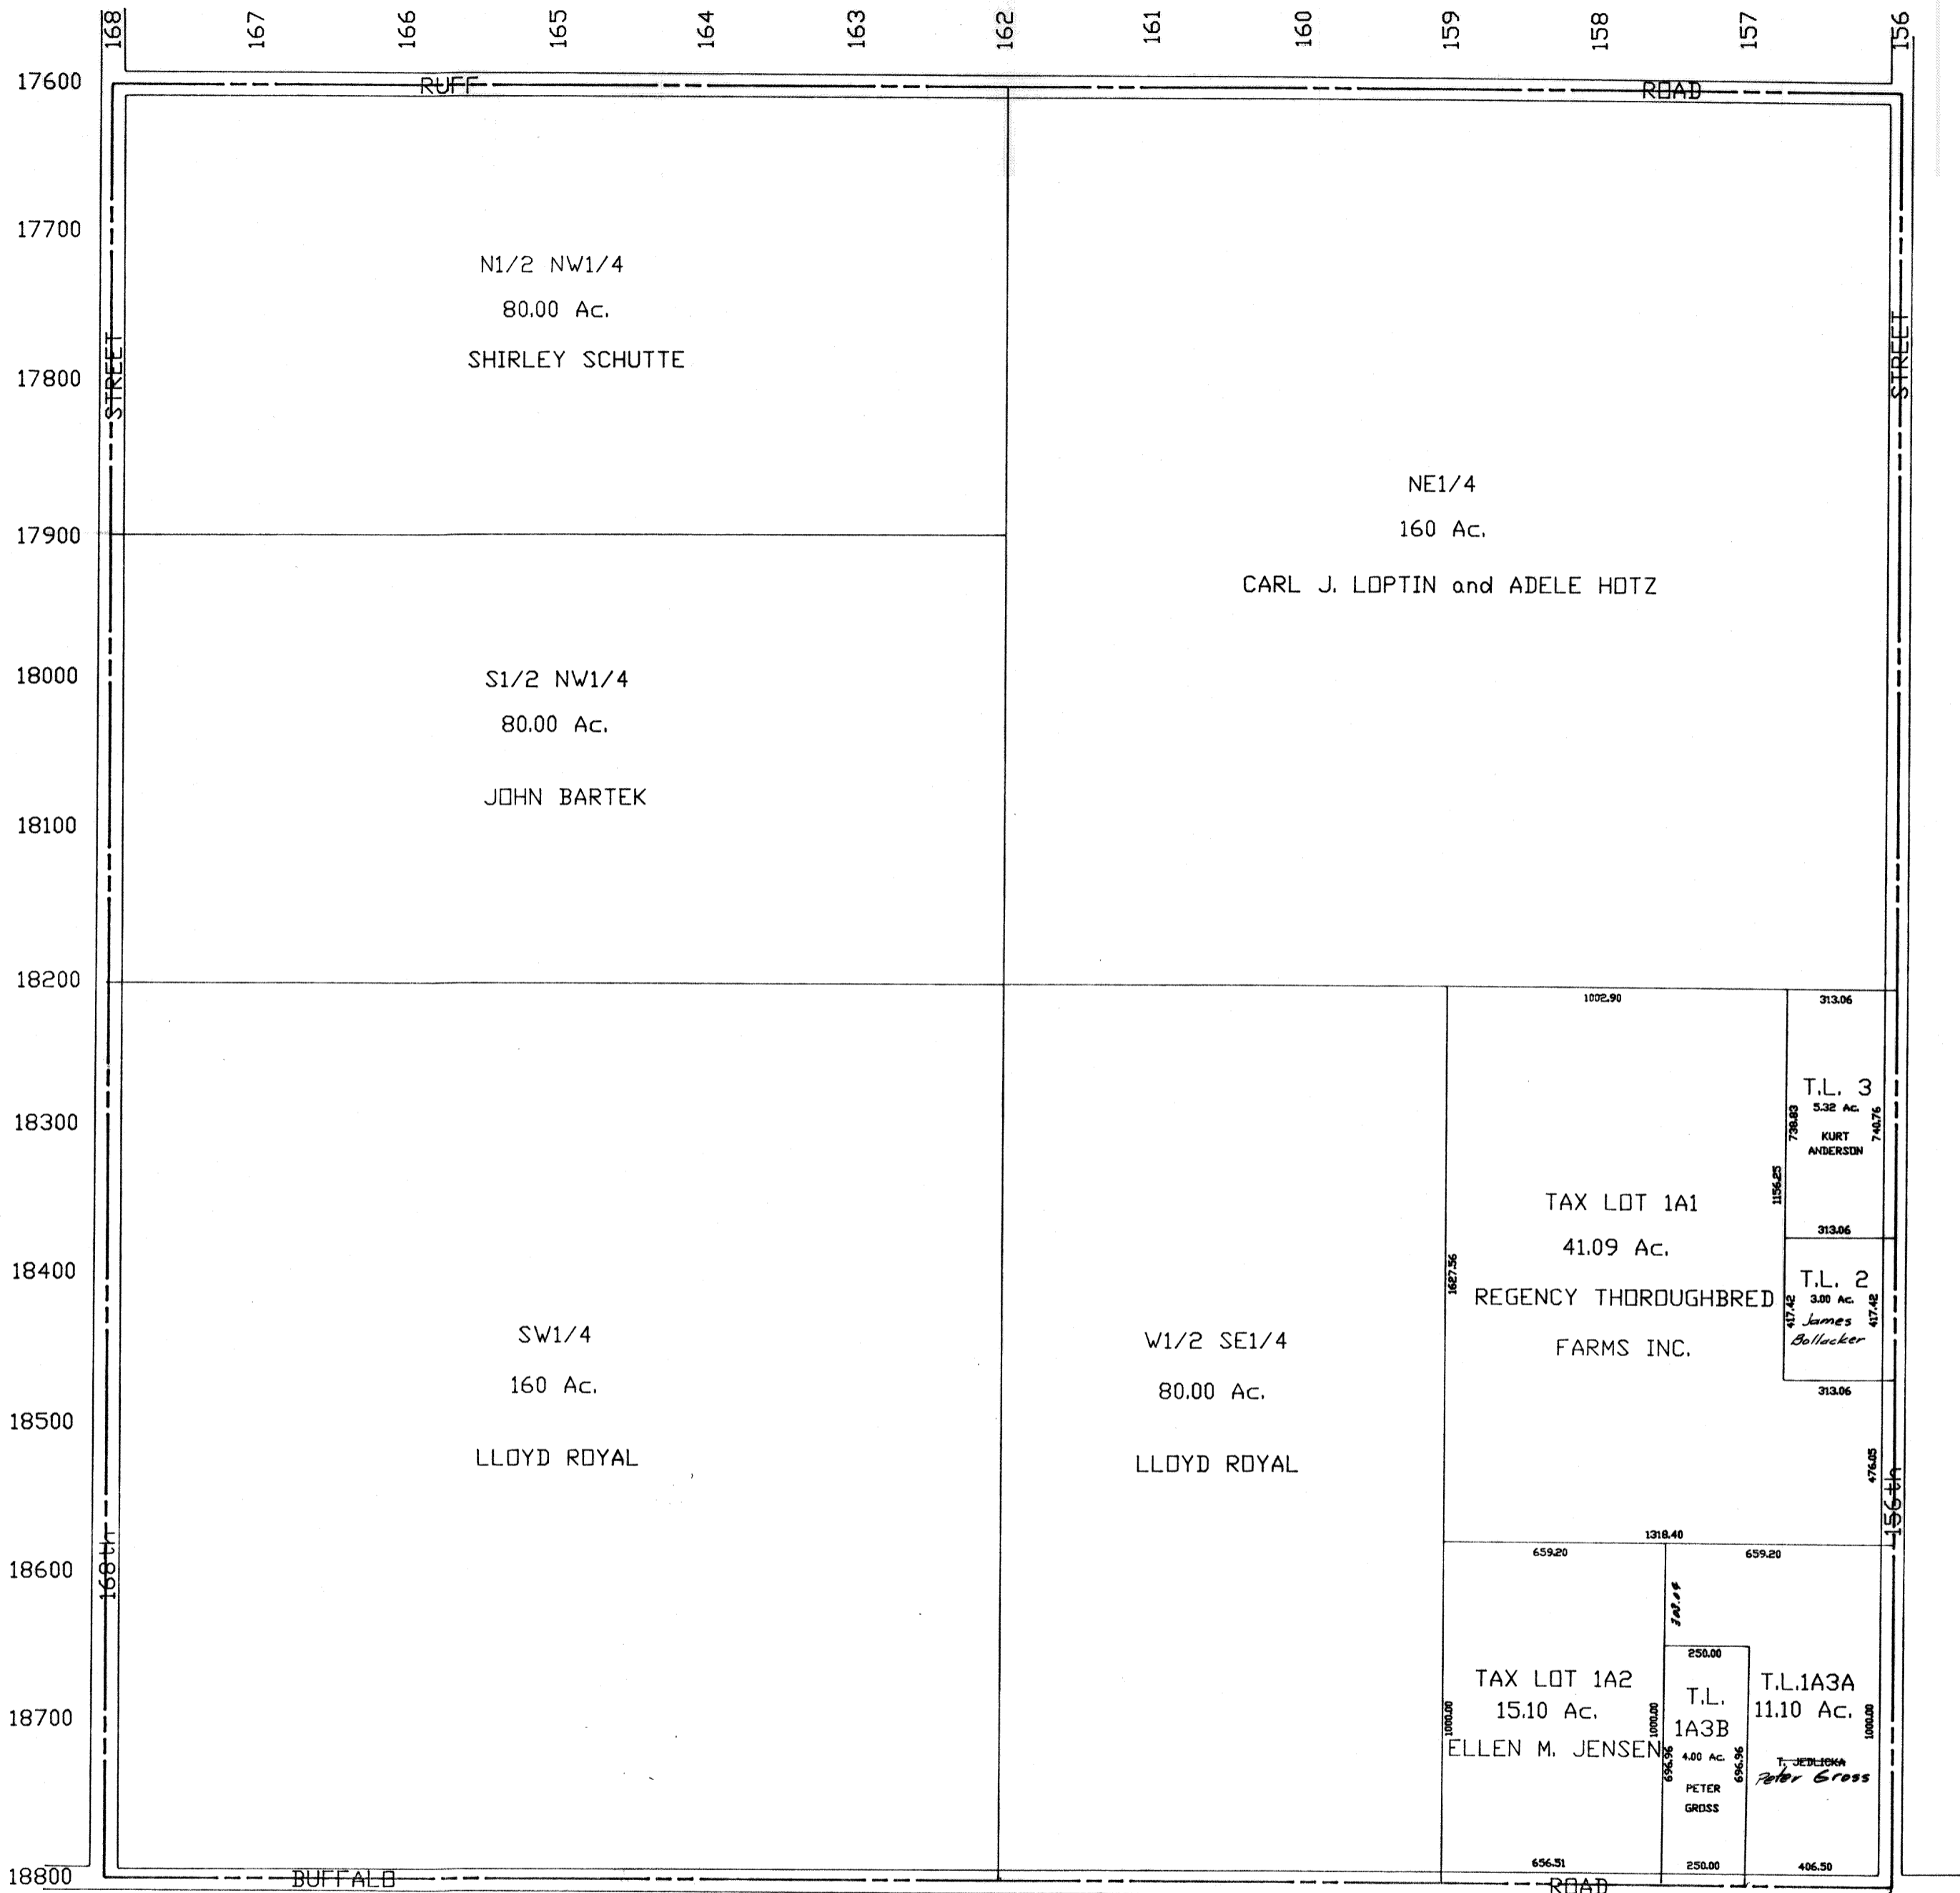 168
167
166
165
164
163
162
161
160
159
158
157
156
17600
RUFF
ROAD
17700
N1/2 NW1/4
80.00 Ac.
SHIRLEY SCHUTTE
STREET
STREET
17800
NE1/4
160 Ac.
CARL J. LOPTIN and ADELE HOTZ
17900
18000
S1/2 NW1/4
80.00 Ac.
JOHN BARTEK
18100
18200
1002.90
313.06
T.L. 3
5.32 Ac.
KURT
ANDERSON
738.83
740.76
18300
1156.25
313.06
TAX LOT 1A1
41.09 Ac.
REGENCY THOROUGHBRED
FARMS INC.
1627.56
18400
T.L. 2
3.00 Ac.
James
Bollacker
417.42
417.42
313.06
SW1/4
160 Ac.
LLOYD ROYAL
W1/2 SE1/4
80.00 Ac.
LLOYD ROYAL
18500
476.05
156th
168th
1318.40
659.20
659.20
18600
303.04
250.00
TAX LOT 1A2
15.10 Ac.
ELLEN M. JENSEN
1000.00
1000.00
T.L.
1A3B
4.00 Ac.
PETER
GROSS
696.96
696.96
T.L.1A3A
11.10 Ac.
T. JEDLICKA
Peter Gross
1000.00
18700
656.51
250.00
406.50
18800
BUFFALO
ROAD